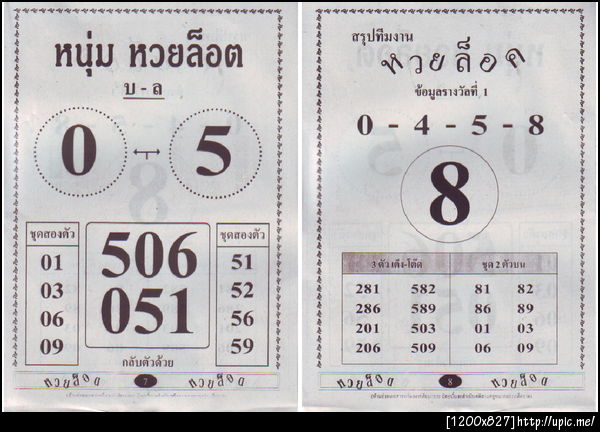 หนุ่ม หวยล็อต
บ - ล
0 ↔ 5
ชุดสองตัว
01
03
06
09
506
051
ชุดสองตัว
51
52
56
59
กลับตัวด้วย
หวยล็อต 7 หวยล็อต
สรุปทีมงาน
หวยล็อต
ข้อมูลรางวัลที่ 1
0 - 4 - 5 - 8
8
3 ตัว เต็ง-โต๊ด ชุด 2 ตัวบน
281 582 81 82
286 589 86 89
201 503 01 03
206 509 06 09
หวยล็อต 8 หวยล็อต
[1200x827]http://upic.me/